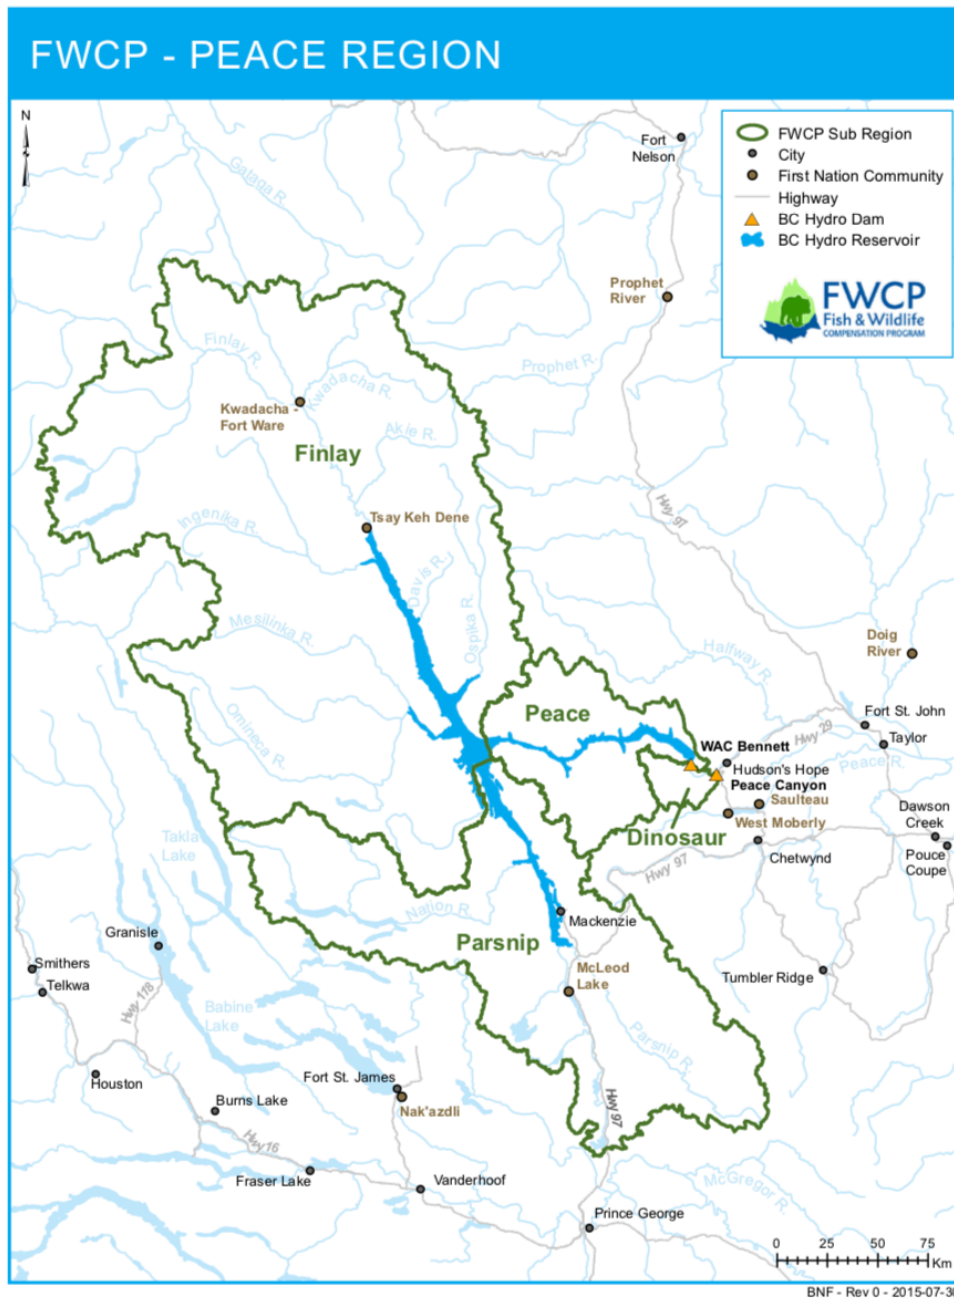 FWCP - PEACE REGION
N
FWCP Sub Region
City
First Nation Community
Highway
BC Hydro Dam
BC Hydro Reservoir
FWCP
Fish & Wildlife
COMPENSATION PROGRAM
Fort
Nelson
Gataga R.
Prophet
River
Finlay R.
Prophet R.
Kwadacha R.
Kwadacha -
Fort Ware
Akie R.
Finlay
Hwy 97
Tsay Keh Dene
Ingenika R.
Davis R.
Ospika R.
Mesilinka R.
Halfway R.
Doig
River
Omineca R.
Peace
Fort St. John
Hwy 29
Taylor
WAC Bennett
Peace R.
Hudson's Hope
Peace Canyon
Saulteau
West Moberly
Dawson
Creek
Dinosaur
Takla
Lake
Chetwynd
Pouce
Coupe
Hwy 97
Nation R.
Mackenzie
Granisle
Parsnip
Smithers
Telkwa
McLeod
Lake
Tumbler Ridge
Hwy 118
Babine
Lake
Parsnip R.
Houston
Fort St. James
Burns Lake
Nak'azdli
Hwy 97
Hwy 16
Fraser Lake
Vanderhoof
McGregor R.
Prince George
0 25 50 75
Km
BNF - Rev 0 - 2015-07-30